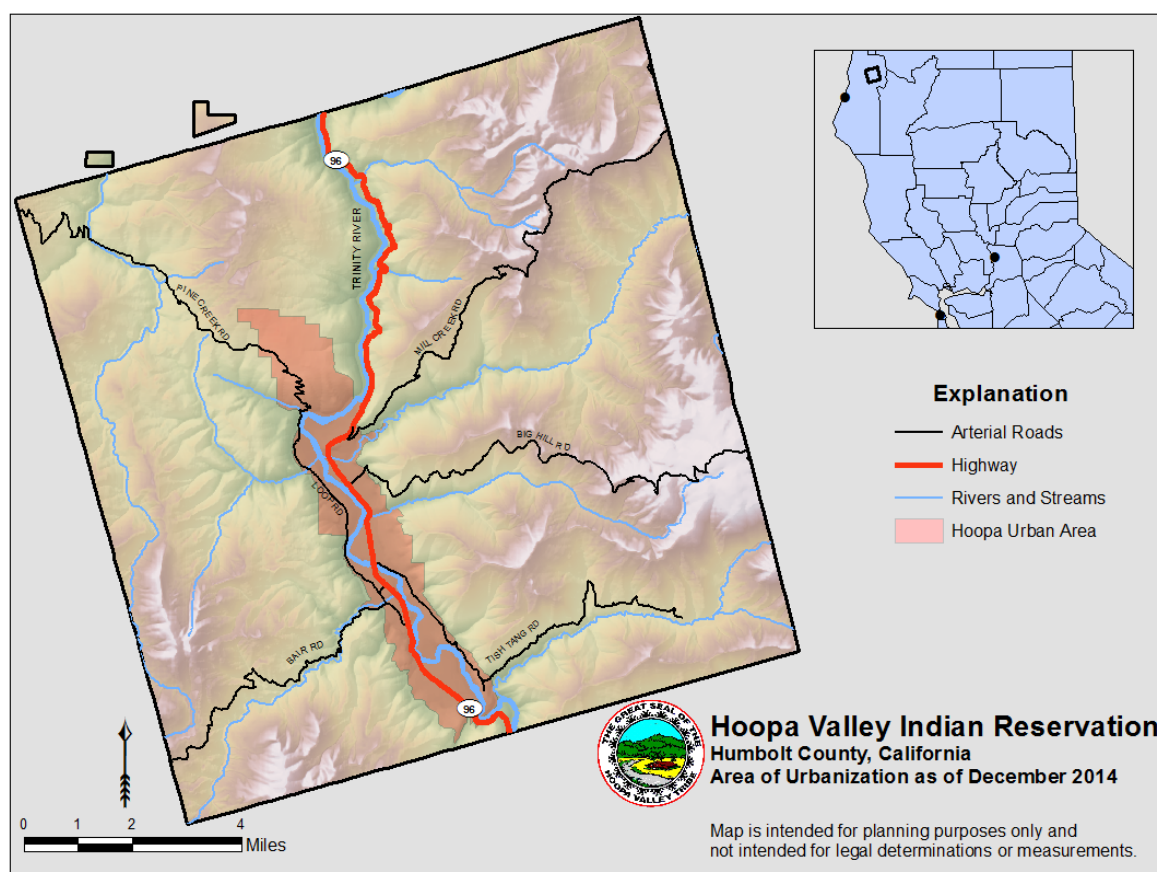 96
TRINITY RIVER
PINE CREEK RD
MILL CREEK RD
BIG HILL RD
LOOP RD
TISH TANG RD
BAIR RD
96
Explanation
Arterial Roads
Highway
Rivers and Streams
Hoopa Urban Area
THE GREAT SEAL OF THE
HOOPA VALLEY TRIBE
Hoopa Valley Indian Reservation
Humbolt County, California
Area of Urbanization as of December 2014
0 1 2 4
Miles
Map is intended for planning purposes only and
not intended for legal determinations or measurements.